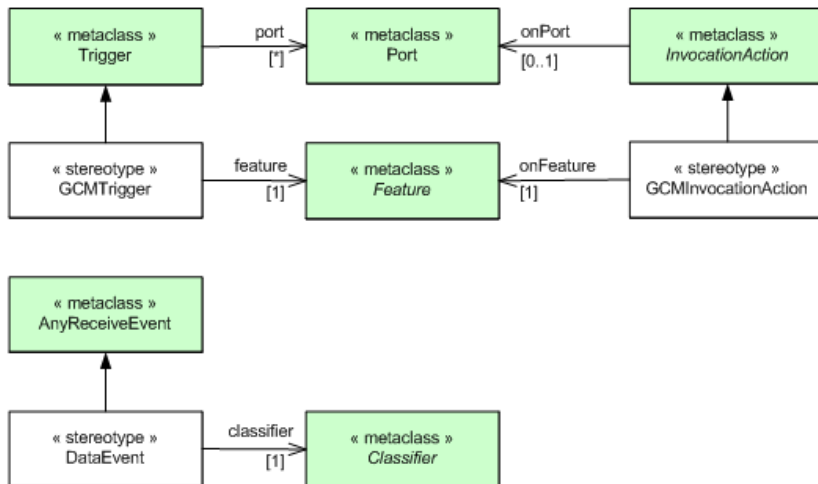 « metaclass »
Trigger
port
[*]
« metaclass »
Port
onPort
[0..1]
« metaclass »
InvocationAction
« stereotype »
GCMTrigger
feature
[1]
« metaclass »
Feature
onFeature
[1]
« stereotype »
GCMInvocationAction
« metaclass »
AnyReceiveEvent
« stereotype »
DataEvent
classifier
[1]
« metaclass »
Classifier